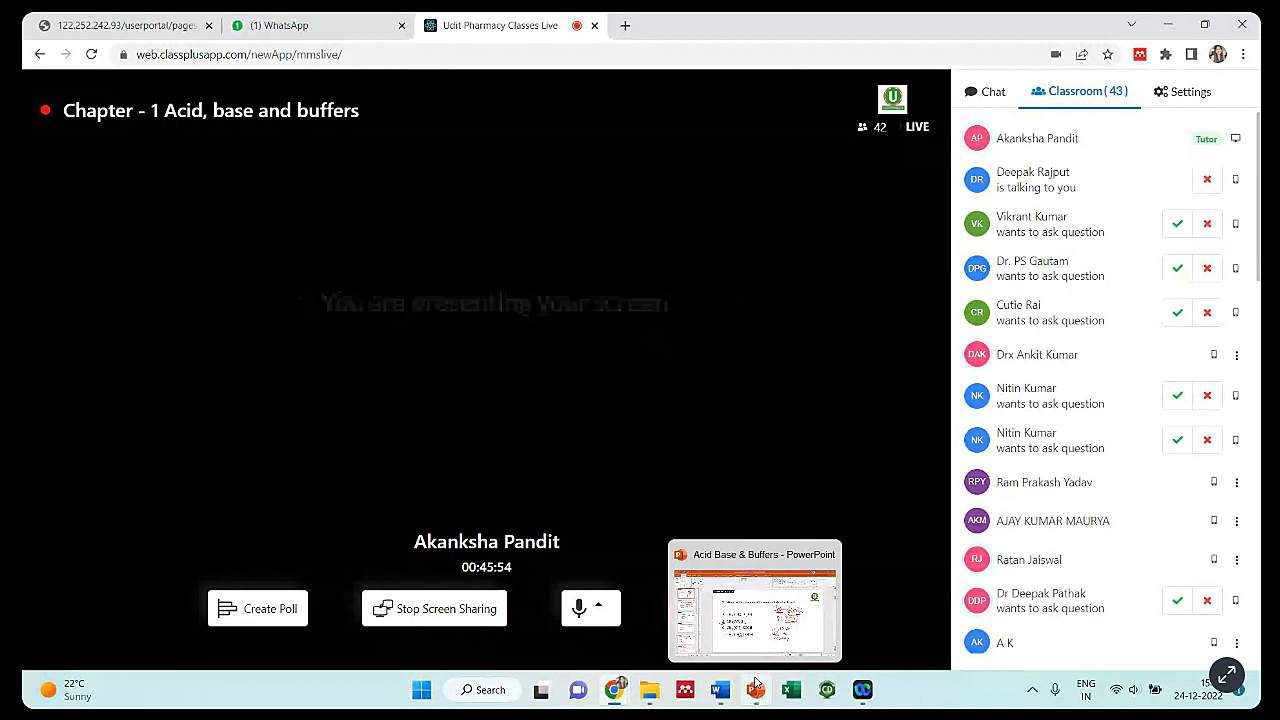 122.252.242.93/userportal/pages
(1) WhatsApp
Udit Pharmacy Classes Live
web.classplusapp.com/newApp/mmslive/
Chapter - 1 Acid, base and buffers
42 LIVE
You are presenting your screen
Akanksha Pandit
00:45:54
Create Poll
Stop Screen Sharing
Acid Base & Buffers - PowerPoint
Chat
Classroom ( 43 )
Settings
AP Akanksha Pandit Tutor
DR Deepak Rajput
is talking to you
VK Vikrant Kumar
wants to ask question
DPG Dr. PS Gautam
wants to ask question
CR Cutie Rai
wants to ask question
DAK Drx Ankit Kumar
NK Nitin Kumar
wants to ask question
NK Nitin Kumar
wants to ask question
RPY Ram Prakash Yadav
AKM AJAY KUMAR MAURYA
RJ Ratan Jaiswal
DDP Dr Deepak Pathak
wants to ask question
AK A K
22°C
Sunny
Search
ENG
IN